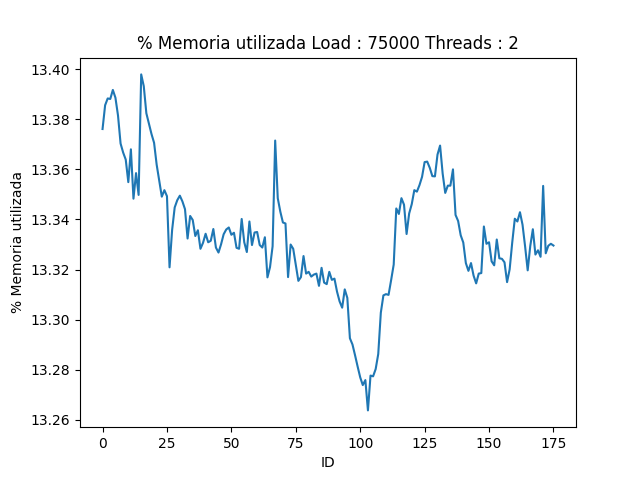 % Memoria utilizada Load : 75000 Threads : 2
13.40
13.38
13.36
13.34
13.32
13.30
13.28
13.26
% Memoria utilizada
0 25 50 75 100 125 150 175
ID